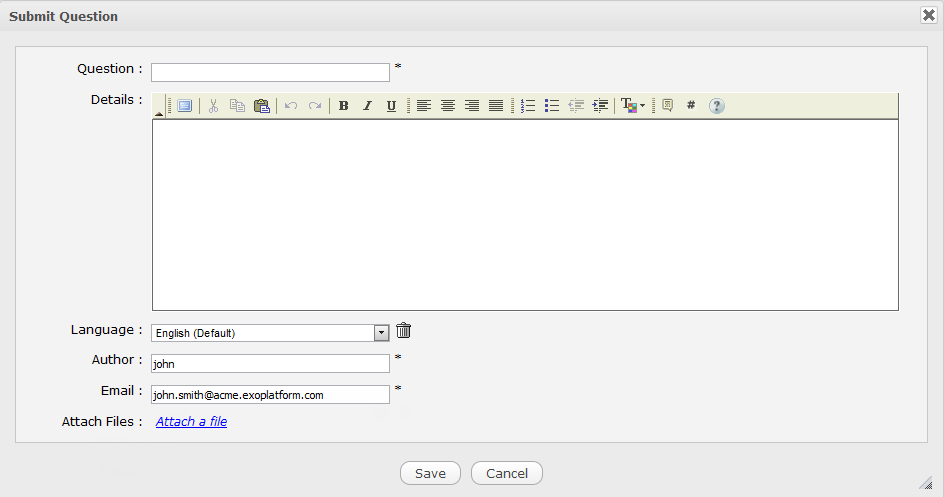 Submit Question
Question : *
Details :
B I U T # ?
Language : English (Default)
Author : john *
Email : john.smith@acme.exoplatform.com *
Attach Files : Attach a file
Save Cancel